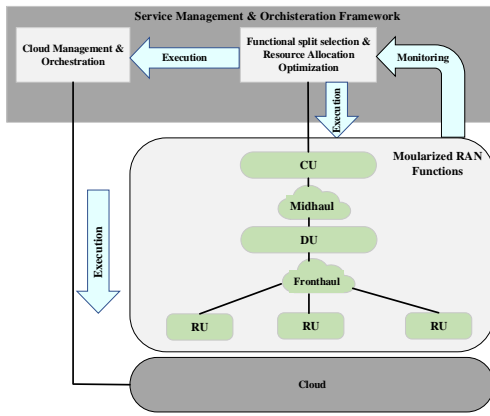 Service Management & Orchisteration Framework
Cloud Management &
Orchestration
Execution
Functional split selection &
Resource Allocation
Optimization
Monitoring
Execution
Moularized RAN
Functions
CU
Midhaul
DU
Fronthaul
Execution
RU
RU
RU
Cloud